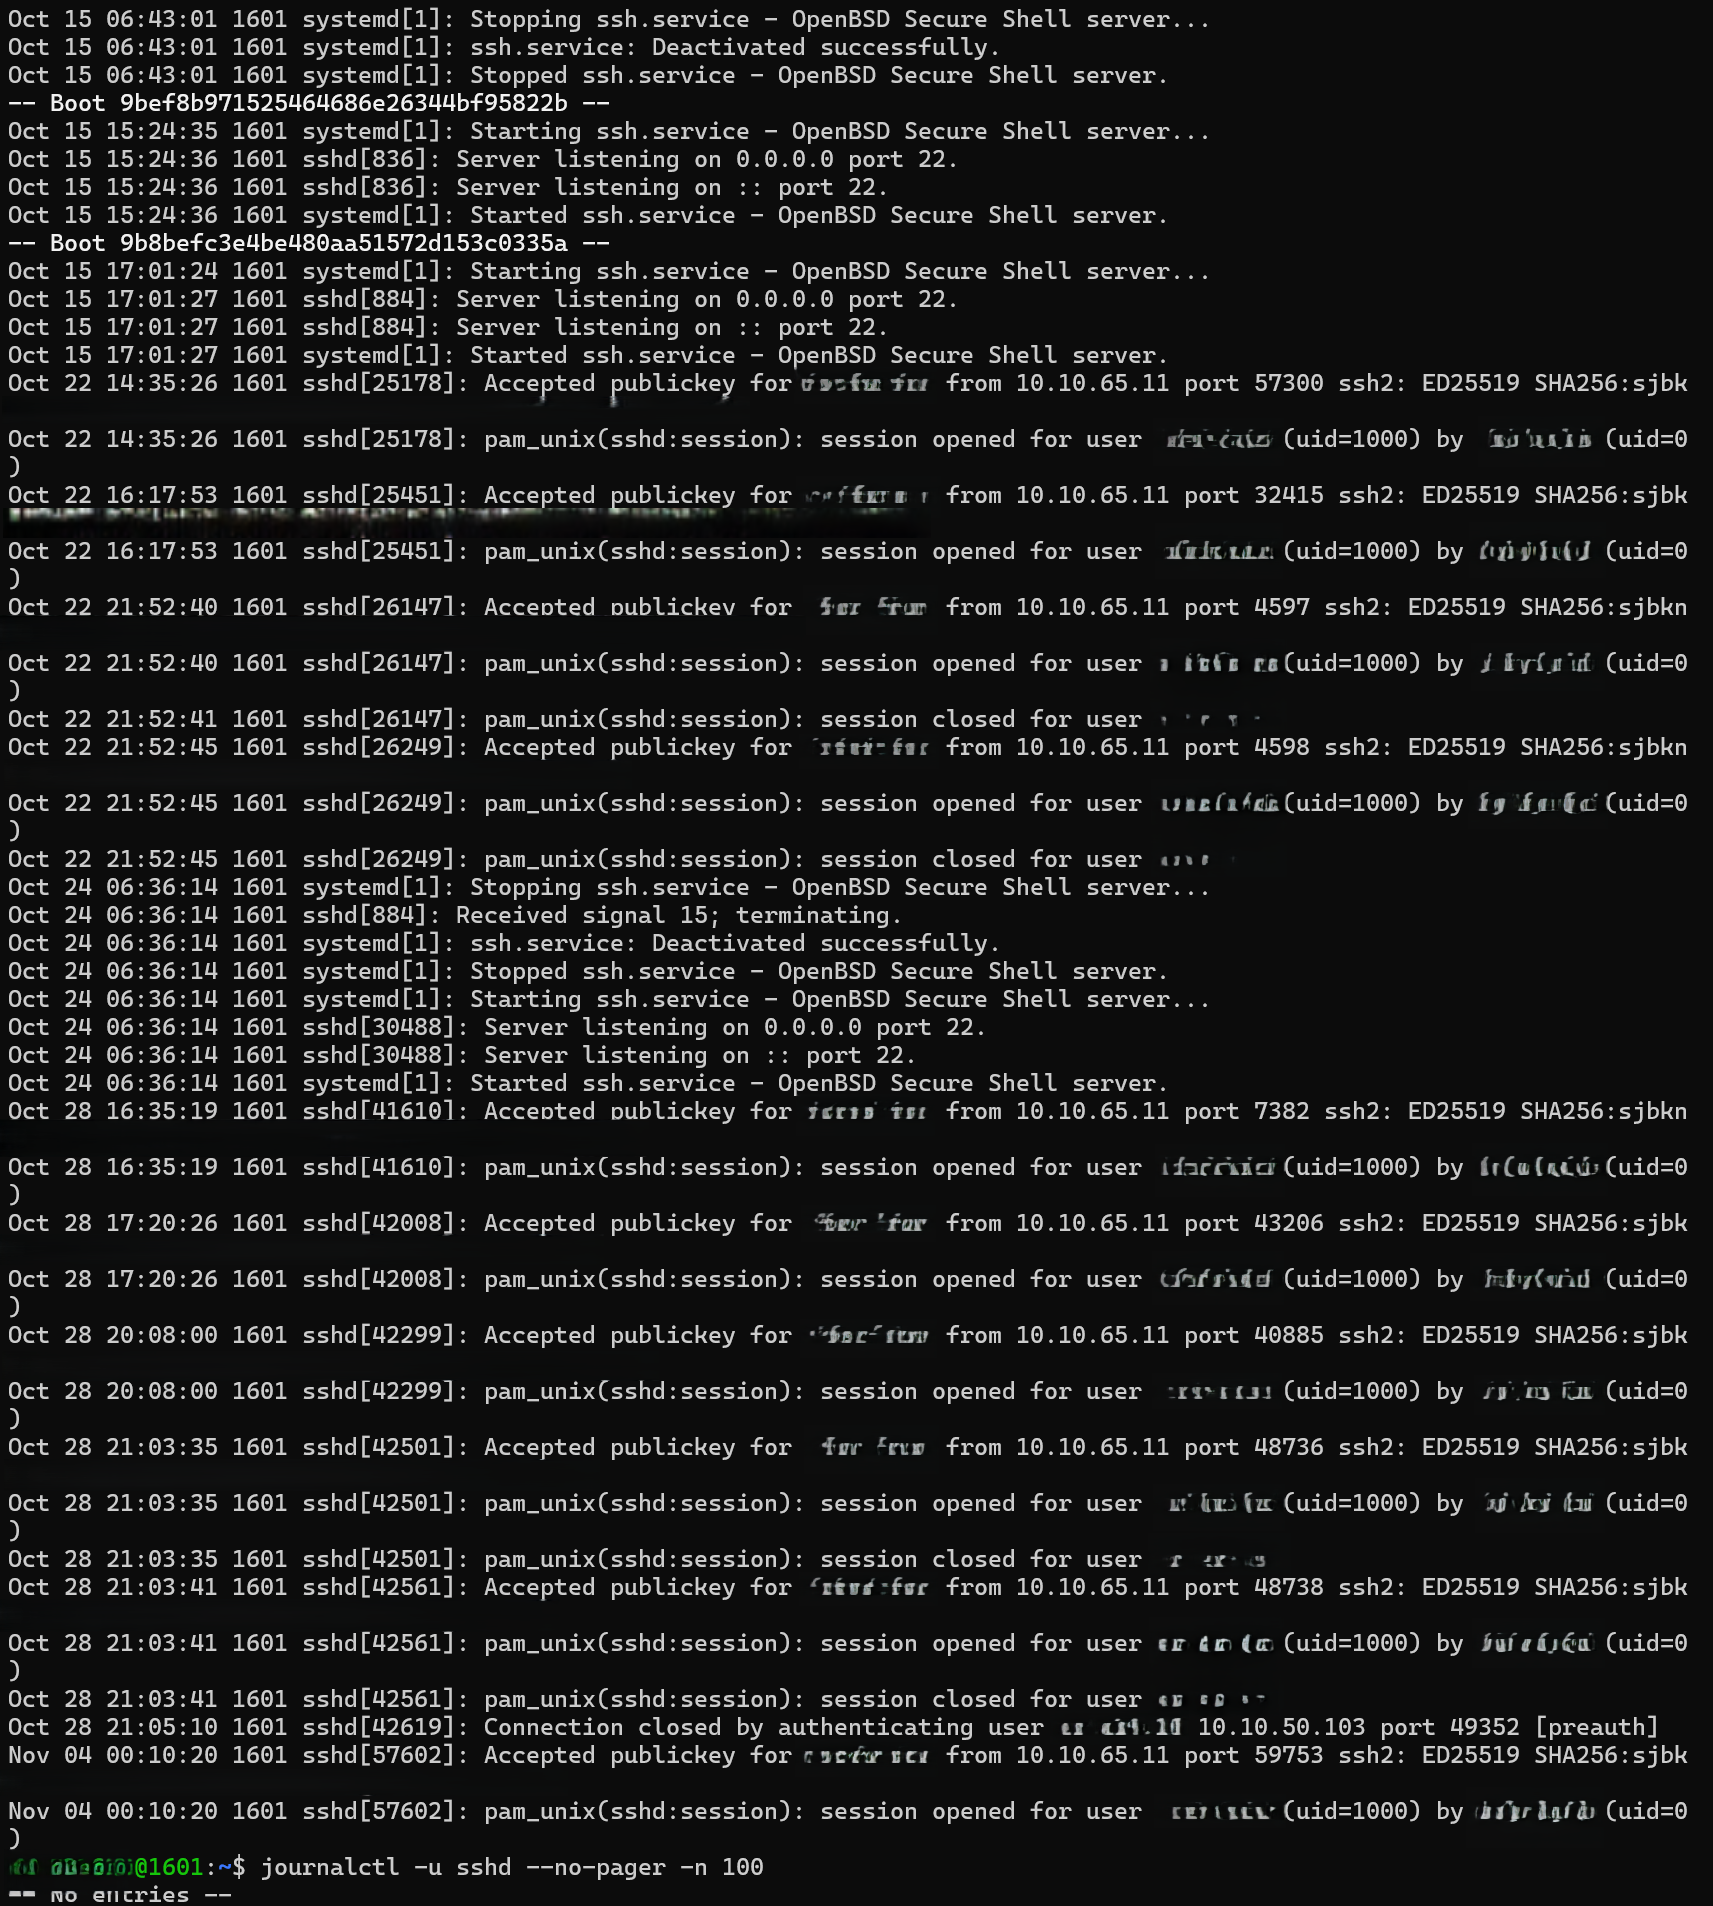 Oct 15 06:43:01 1601 systemd[1]: Stopping ssh.service - OpenBSD Secure Shell server...
Oct 15 06:43:01 1601 systemd[1]: ssh.service: Deactivated successfully.
Oct 15 06:43:01 1601 systemd[1]: Stopped ssh.service - OpenBSD Secure Shell server.
-- Boot 9bef8b971525464686e26344bf95822b --
Oct 15 15:24:35 1601 systemd[1]: Starting ssh.service - OpenBSD Secure Shell server...
Oct 15 15:24:36 1601 sshd[836]: Server listening on 0.0.0.0 port 22.
Oct 15 15:24:36 1601 sshd[836]: Server listening on :: port 22.
Oct 15 15:24:36 1601 systemd[1]: Started ssh.service - OpenBSD Secure Shell server.
-- Boot 9b8befc3e4be480aa51572d153c0335a --
Oct 15 17:01:24 1601 systemd[1]: Starting ssh.service - OpenBSD Secure Shell server...
Oct 15 17:01:27 1601 sshd[884]: Server listening on 0.0.0.0 port 22.
Oct 15 17:01:27 1601 sshd[884]: Server listening on :: port 22.
Oct 15 17:01:27 1601 systemd[1]: Started ssh.service - OpenBSD Secure Shell server.
Oct 22 14:35:26 1601 sshd[25178]: Accepted publickey for from 10.10.65.11 port 57300 ssh2: ED25519 SHA256:sjbk
Oct 22 14:35:26 1601 sshd[25178]: pam_unix(sshd:session): session opened for user (uid=1000) by (uid=0
)
Oct 22 16:17:53 1601 sshd[25451]: Accepted publickey for from 10.10.65.11 port 32415 ssh2: ED25519 SHA256:sjbk
Oct 22 16:17:53 1601 sshd[25451]: pam_unix(sshd:session): session opened for user (uid=1000) by (uid=0
)
Oct 22 21:52:40 1601 sshd[26147]: Accepted publickey for from 10.10.65.11 port 4597 ssh2: ED25519 SHA256:sjbkn
Oct 22 21:52:40 1601 sshd[26147]: pam_unix(sshd:session): session opened for user (uid=1000) by (uid=0
)
Oct 22 21:52:41 1601 sshd[26147]: pam_unix(sshd:session): session closed for user
Oct 22 21:52:45 1601 sshd[26249]: Accepted publickey for from 10.10.65.11 port 4598 ssh2: ED25519 SHA256:sjbkn
Oct 22 21:52:45 1601 sshd[26249]: pam_unix(sshd:session): session opened for user (uid=1000) by (uid=0
)
Oct 22 21:52:45 1601 sshd[26249]: pam_unix(sshd:session): session closed for user
Oct 24 06:36:14 1601 systemd[1]: Stopping ssh.service - OpenBSD Secure Shell server...
Oct 24 06:36:14 1601 sshd[884]: Received signal 15; terminating.
Oct 24 06:36:14 1601 systemd[1]: ssh.service: Deactivated successfully.
Oct 24 06:36:14 1601 systemd[1]: Stopped ssh.service - OpenBSD Secure Shell server.
Oct 24 06:36:14 1601 systemd[1]: Starting ssh.service - OpenBSD Secure Shell server...
Oct 24 06:36:14 1601 sshd[30488]: Server listening on 0.0.0.0 port 22.
Oct 24 06:36:14 1601 sshd[30488]: Server listening on :: port 22.
Oct 24 06:36:14 1601 systemd[1]: Started ssh.service - OpenBSD Secure Shell server.
Oct 28 16:35:19 1601 sshd[41610]: Accepted publickey for from 10.10.65.11 port 7382 ssh2: ED25519 SHA256:sjbkn
Oct 28 16:35:19 1601 sshd[41610]: pam_unix(sshd:session): session opened for user (uid=1000) by (uid=0
)
Oct 28 17:20:26 1601 sshd[42008]: Accepted publickey for from 10.10.65.11 port 43206 ssh2: ED25519 SHA256:sjbk
Oct 28 17:20:26 1601 sshd[42008]: pam_unix(sshd:session): session opened for user (uid=1000) by (uid=0
)
Oct 28 20:08:00 1601 sshd[42299]: Accepted publickey for from 10.10.65.11 port 40885 ssh2: ED25519 SHA256:sjbk
Oct 28 20:08:00 1601 sshd[42299]: pam_unix(sshd:session): session opened for user (uid=1000) by (uid=0
)
Oct 28 21:03:35 1601 sshd[42501]: Accepted publickey for from 10.10.65.11 port 48736 ssh2: ED25519 SHA256:sjbk
Oct 28 21:03:35 1601 sshd[42501]: pam_unix(sshd:session): session opened for user (uid=1000) by (uid=0
)
Oct 28 21:03:35 1601 sshd[42501]: pam_unix(sshd:session): session closed for user
Oct 28 21:03:41 1601 sshd[42561]: Accepted publickey for from 10.10.65.11 port 48738 ssh2: ED25519 SHA256:sjbk
Oct 28 21:03:41 1601 sshd[42561]: pam_unix(sshd:session): session opened for user (uid=1000) by (uid=0
)
Oct 28 21:03:41 1601 sshd[42561]: pam_unix(sshd:session): session closed for user
Oct 28 21:05:10 1601 sshd[42619]: Connection closed by authenticating user 10.10.50.103 port 49352 [preauth]
Nov 04 00:10:20 1601 sshd[57602]: Accepted publickey for from 10.10.65.11 port 59753 ssh2: ED25519 SHA256:sjbk
Nov 04 00:10:20 1601 sshd[57602]: pam_unix(sshd:session): session opened for user (uid=1000) by (uid=0
)
@1601:~$ journalctl -u sshd --no-pager -n 100
-- No entries --